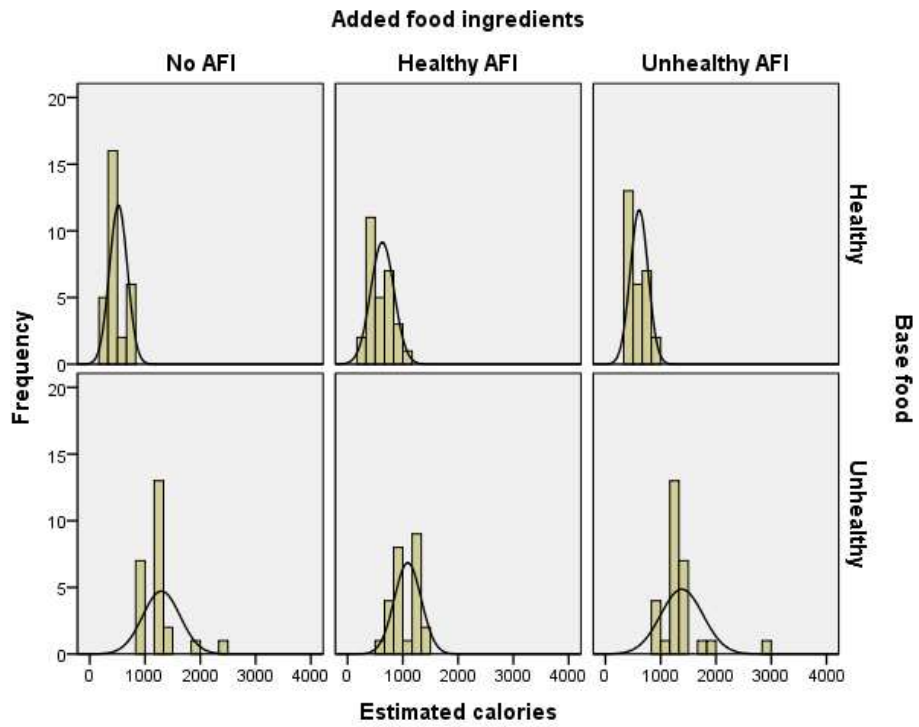 Added food ingredients
No AFI Healthy AFI Unhealthy AFI
20
15
10
5
0
Healthy
20
15
10
5
0
Unhealthy
Frequency
Base food
0 1000 2000 3000 4000 0 1000 2000 3000 4000 0 1000 2000 3000 4000
Estimated calories